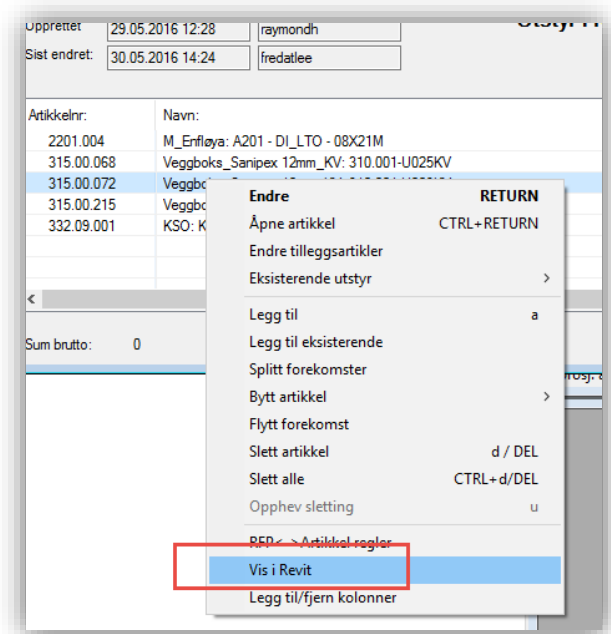 Opprettet 29.05.2016 12:28 raymondh
Sist endret: 30.05.2016 14:24 fredatlee
Artikkelnr: Navn:
2201.004 M_Enfløya: A201 - DI_LTO - 08X21M
315.00.068 Veggboks_Sanipex 12mm_KV: 310.001-U025KV
315.00.072
315.00.215
332.09.001 KSO: K
Sum brutto: 0
Endre RETURN
Åpne artikkel CTRL+RETURN
Endre tilleggsartikler
Eksisterende utstyr >
Legg til a
Legg til eksisterende
Splitt forekomster
Bytt artikkel >
Flytt forekomst
Slett artikkel d / DEL
Slett alle CTRL+d/DEL
Opphev sletting u
RFP<->Artikkel regler
Vis i Revit
Legg til/fjern kolonner